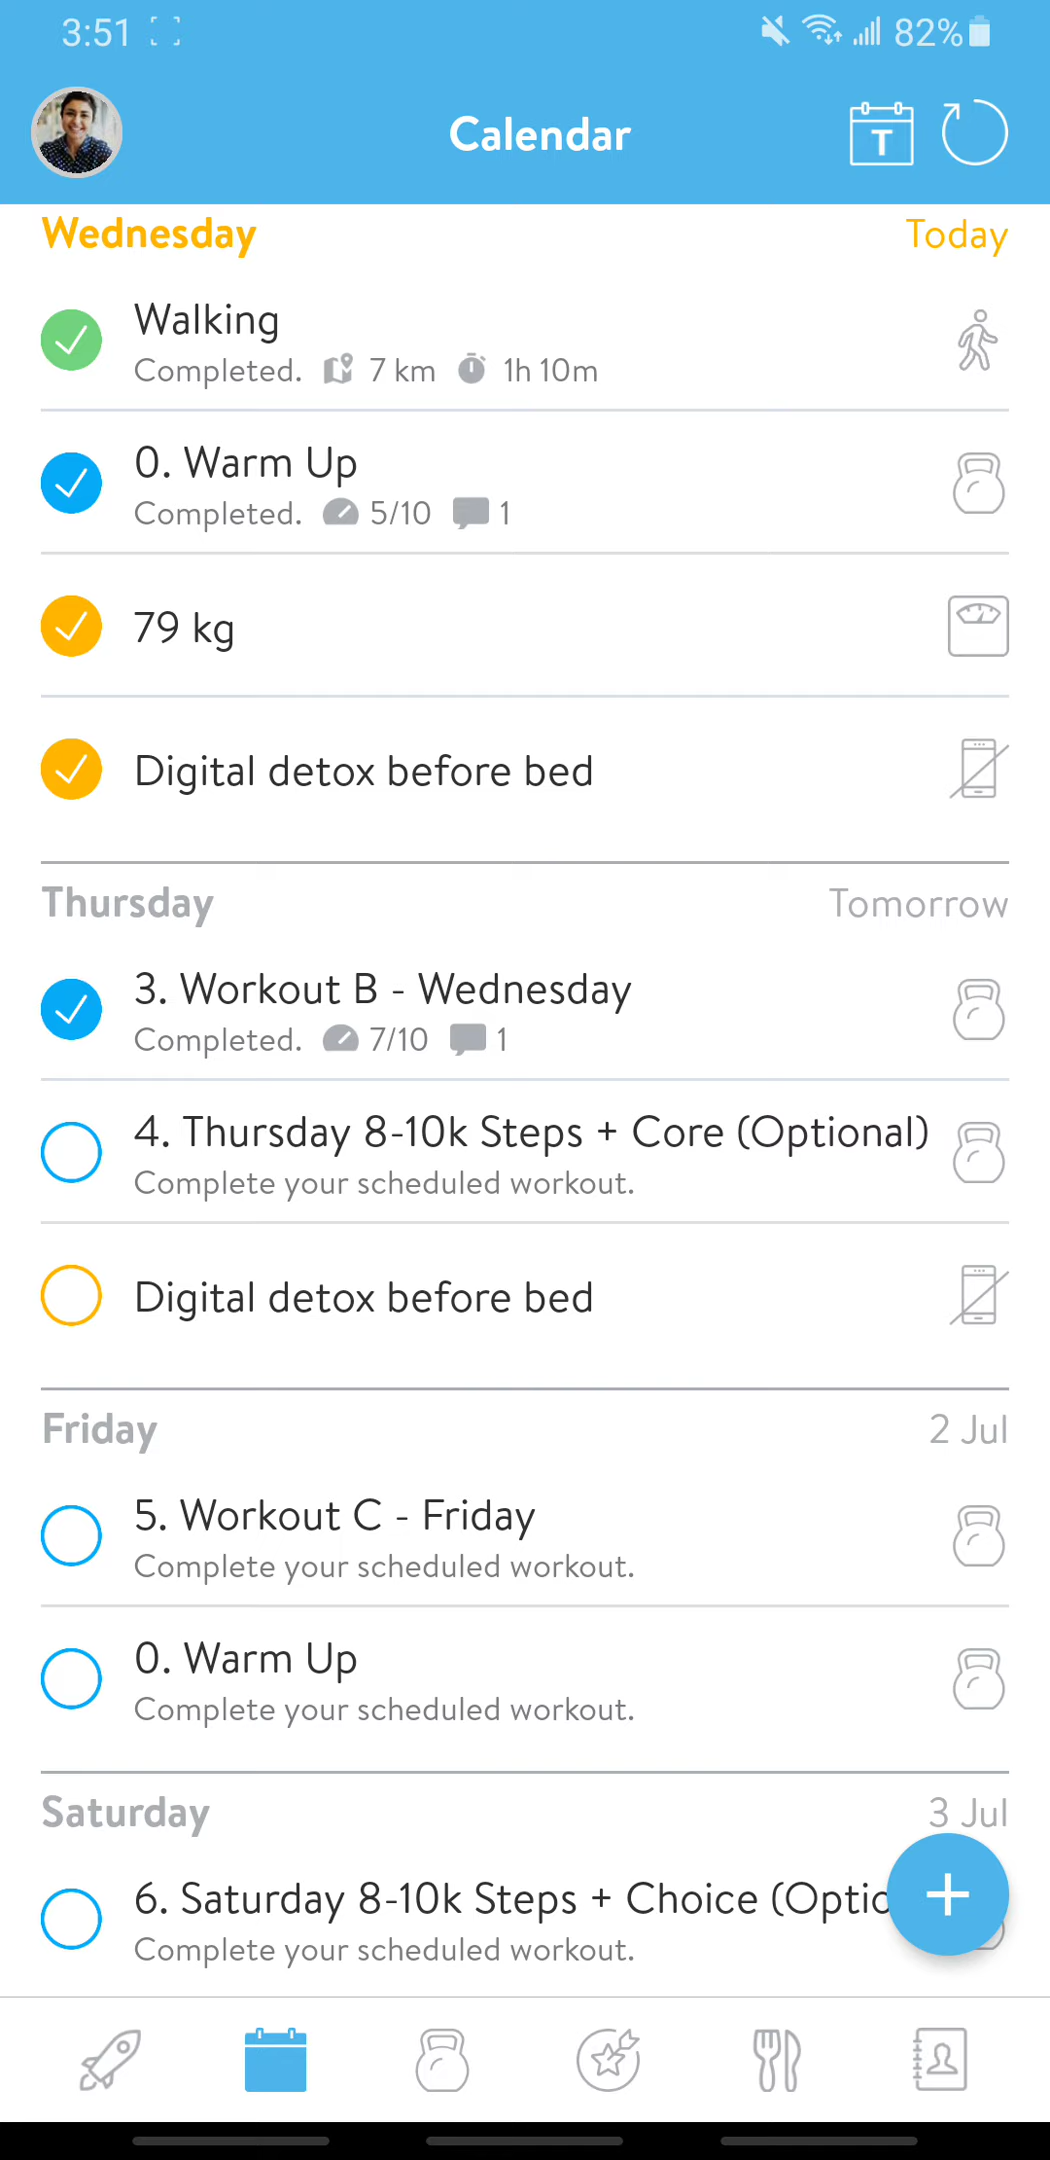 3:51 82%
Calendar
T
Wednesday Today
Walking
Completed. 7 km 1h 10m
0. Warm Up
Completed. 5/10 1
79 kg
Digital detox before bed
Thursday Tomorrow
3. Workout B - Wednesday
Completed. 7/10 1
4. Thursday 8-10k Steps + Core (Optional)
Complete your scheduled workout.
Digital detox before bed
Friday 2 Jul
5. Workout C - Friday
Complete your scheduled workout.
0. Warm Up
Complete your scheduled workout.
Saturday 3 Jul
6. Saturday 8-10k Steps + Choice (Optio
Complete your scheduled workout.